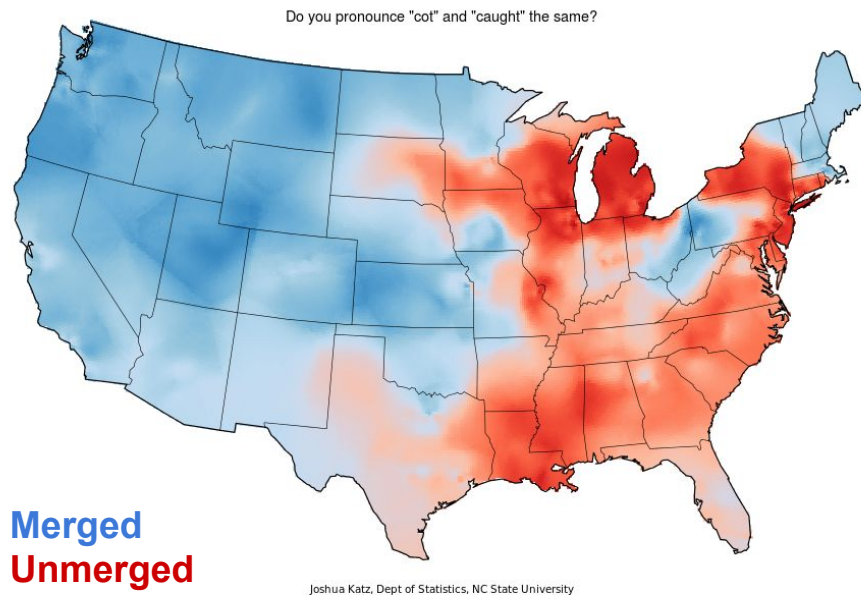 Do you pronounce "cot" and "caught" the same?
Merged
Unmerged
Joshua Katz, Dept of Statistics, NC State University